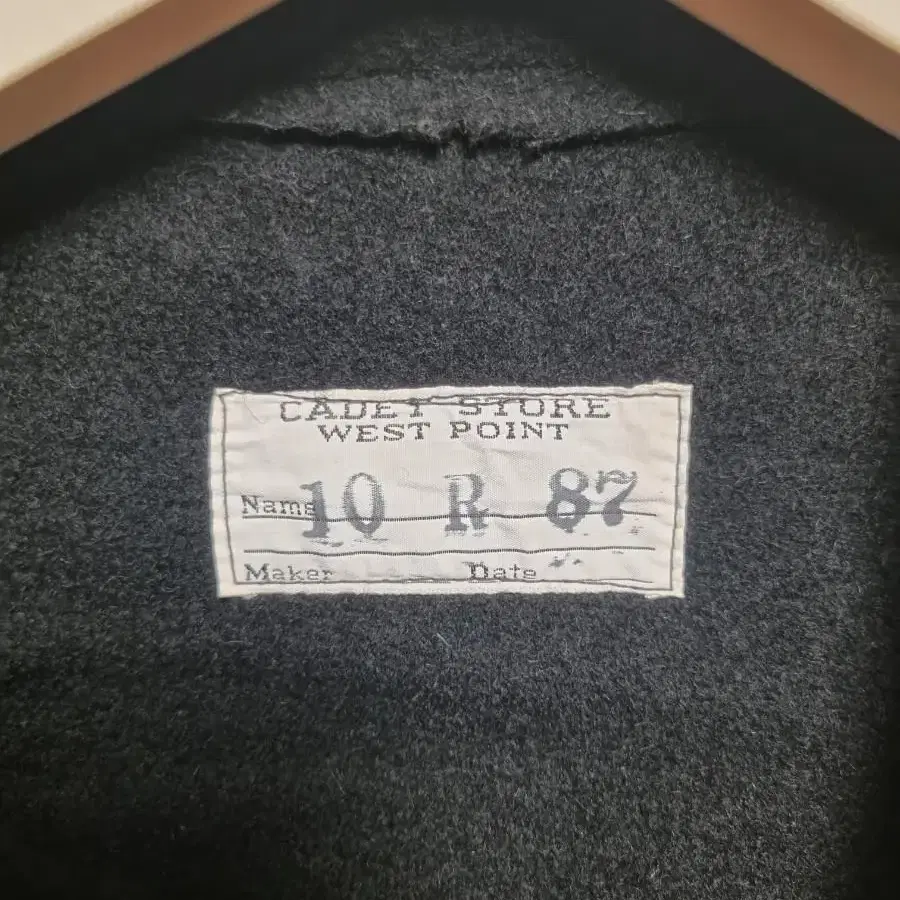 CADET STORE
WEST POINT
Name 10 R 87
Maker Date